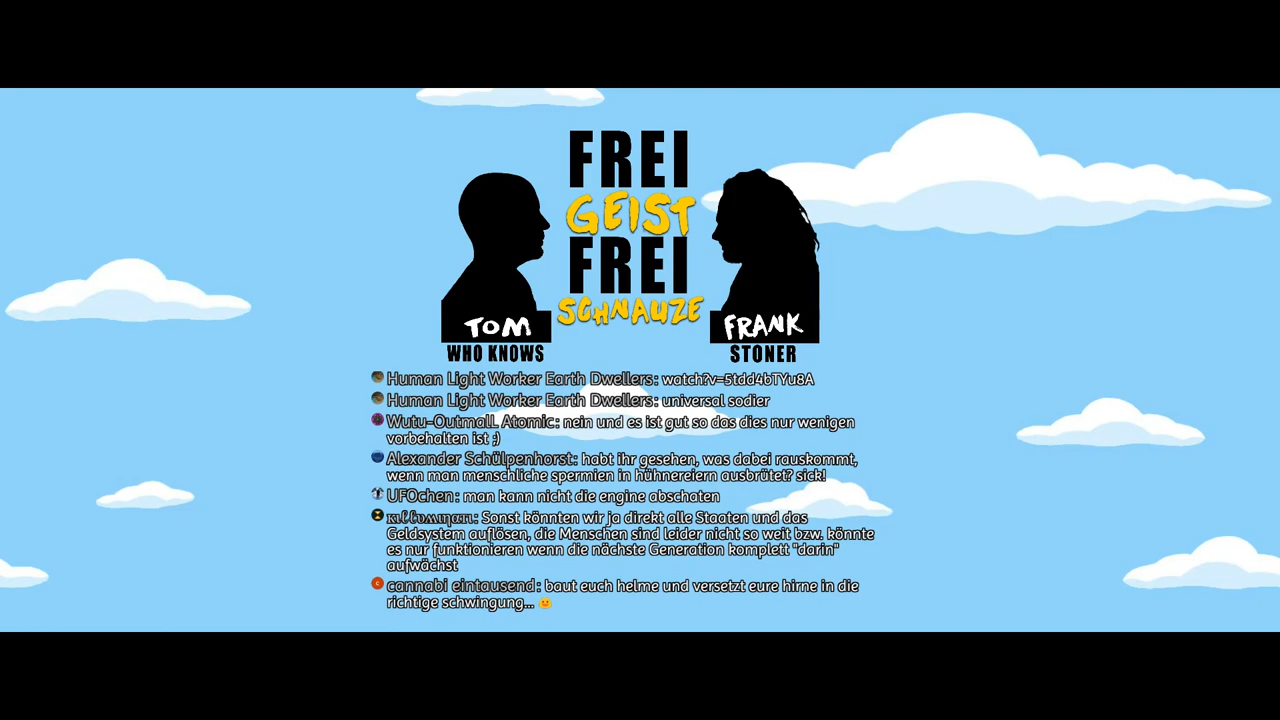 FREI
GEIST
FREI
SCHNAUZE
TOM
WHO KNOWS
FRANK
STONER
Human Light Worker Earth Dwellers: watch?v=5tdd4bTYu8A
Human Light Worker Earth Dwellers: universal sodier
Wutu-OutmalL Atomic: nein und es ist gut so das dies nur wenigen
vorbehalten ist ;)
Alexander Schülpenhorst: habt ihr gesehen, was dabei rauskommt,
wenn man menschliche spermien in hühnereiern ausbrütet? sick!
UFOchen: man kann nicht die engine abschaten
Sonst könnten wir ja direkt alle Staaten und das
Geldsystem auflösen, die Menschen sind leider nicht so weit bzw. könnte
es nur funktionieren wenn die nächste Generation komplett "darin"
aufwächst
cannabi eintausend: baut euch helme und versetzt eure hirne in die
richtige schwingung... 🙂